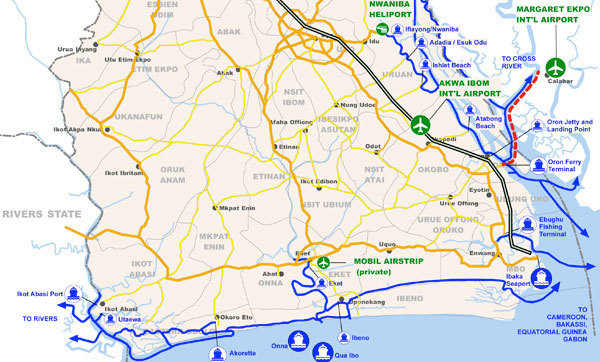 ESSIEN
UDIM
ABAK
NWANIBA
HELIPORT
Ifiayong/Nwaniba
Adadia / Esuk Odu
Ishiet Beach
MARGARET EKPO
INT'L AIRPORT
TO CROSS
RIVER
Calabar
Urua Inyang
IKA
Utu Etim Ekpo
ETIM EKPO
Abak
Idu
URUAN
AKWA IBOM
INT'L AIRPORT
UKANAFUN
Ikot Akpa Nku
NSIT
IBOM
Nung Udoe
IBESIKPO
ASUTAN
Afaha Offiong
Atabong
Beach
Oron Jetty and
Landing Point
Etinan
Odot
Ikot Ibritam
ORUK
ANAM
ETINAN
Ikot Edibon
NSIT
ATAI
OKOBO
Oron Ferry
Terminal
Eyotin
UDUNG UKO
NSIT UBIUM
Urue Offong
RIVERS STATE
Mkpat Enin
URUE OFFONG
ORUKO
Ebughu
Fishing
Terminal
MKPAT
ENIN
Eket
Uquo
Enwang
MBO
IKOT
ABASI
MOBIL AIRSTRIP
(private)
Abat
ONNA
EKET
Eket
Ibaka
Seaport
Ikot Abasi Port
Ikot Abasi
Utaewa
Upenekang
IBENO
TO RIVERS
Okoro Ete
Ibeno
Akorette
Onna
Qua Ibo
TO
CAMEROON,
BAKASSI,
EQUATORIAL GUINEA
GABON